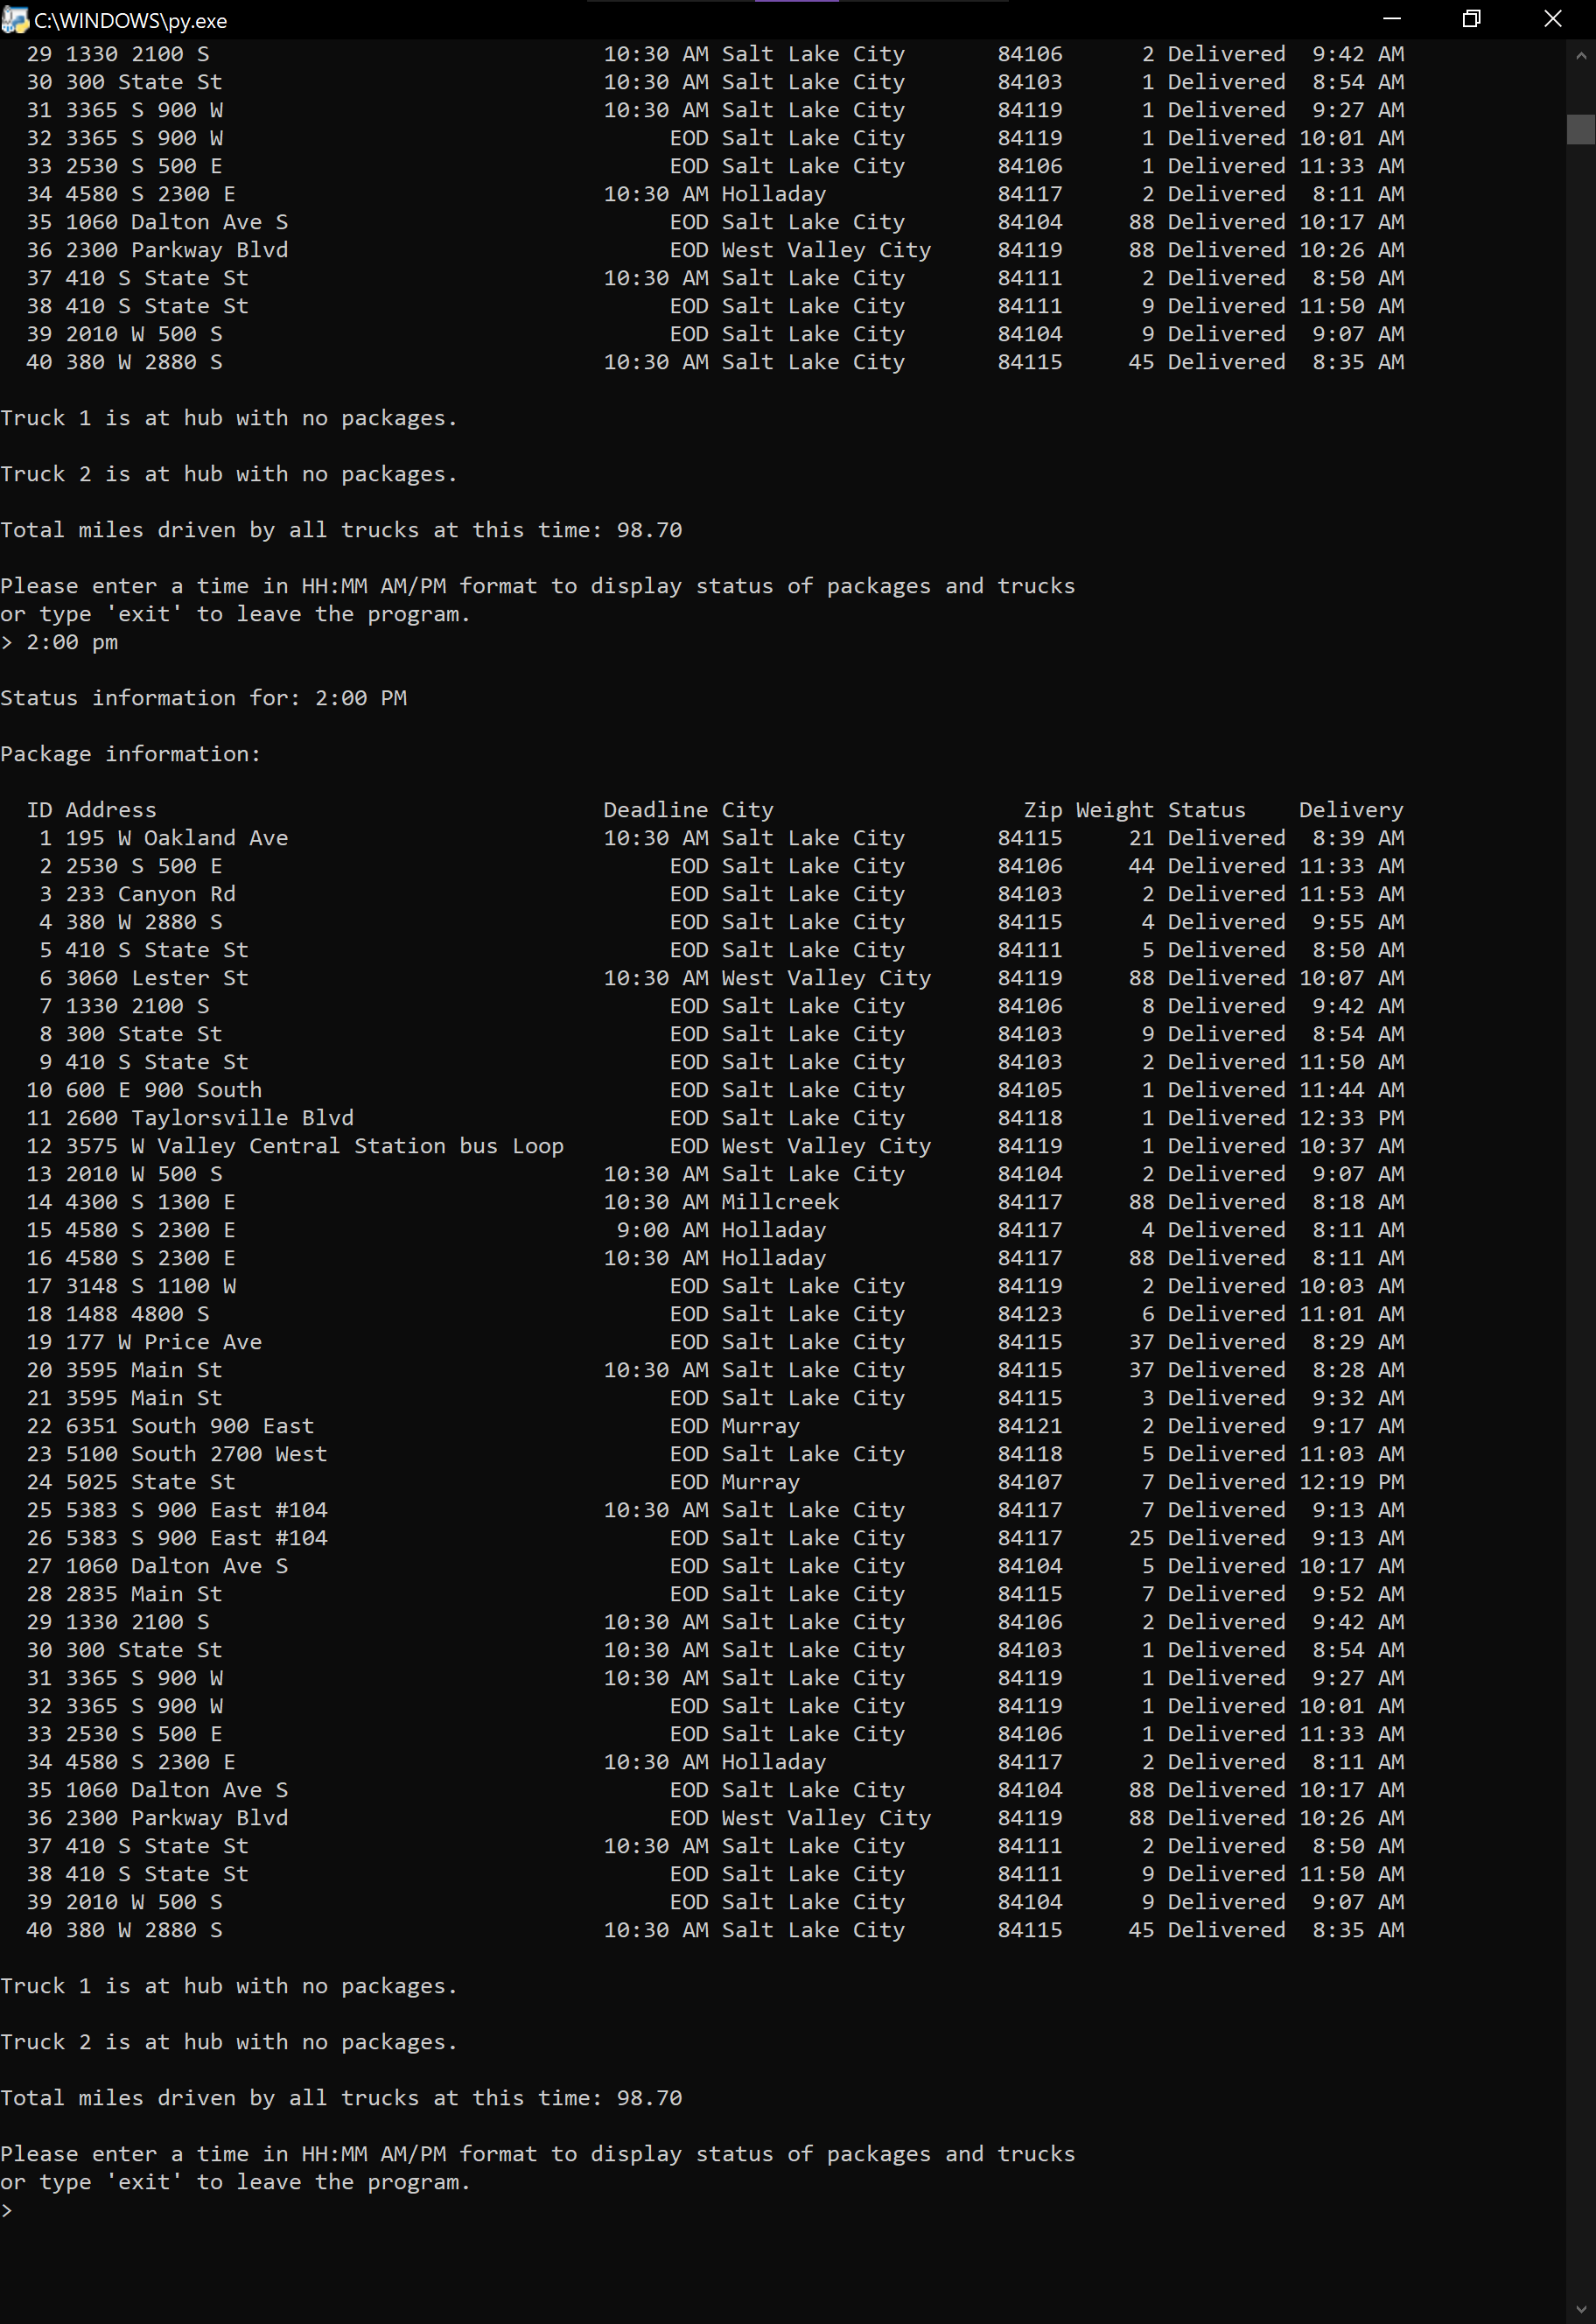 C:\WINDOWS\py.exe
29 1330 2100 S 10:30 AM Salt Lake City 84106 2 Delivered 9:42 AM
30 300 State St 10:30 AM Salt Lake City 84103 1 Delivered 8:54 AM
31 3365 S 900 W 10:30 AM Salt Lake City 84119 1 Delivered 9:27 AM
32 3365 S 900 W EOD Salt Lake City 84119 1 Delivered 10:01 AM
33 2530 S 500 E EOD Salt Lake City 84106 1 Delivered 11:33 AM
34 4580 S 2300 E 10:30 AM Holladay 84117 2 Delivered 8:11 AM
35 1060 Dalton Ave S EOD Salt Lake City 84104 88 Delivered 10:17 AM
36 2300 Parkway Blvd EOD West Valley City 84119 88 Delivered 10:26 AM
37 410 S State St 10:30 AM Salt Lake City 84111 2 Delivered 8:50 AM
38 410 S State St EOD Salt Lake City 84111 9 Delivered 11:50 AM
39 2010 W 500 S EOD Salt Lake City 84104 9 Delivered 9:07 AM
40 380 W 2880 S 10:30 AM Salt Lake City 84115 45 Delivered 8:35 AM
Truck 1 is at hub with no packages.
Truck 2 is at hub with no packages.
Total miles driven by all trucks at this time: 98.70
Please enter a time in HH:MM AM/PM format to display status of packages and trucks
or type 'exit' to leave the program.
> 2:00 pm
Status information for: 2:00 PM
Package information:
ID Address Deadline City Zip Weight Status Delivery
1 195 W Oakland Ave 10:30 AM Salt Lake City 84115 21 Delivered 8:39 AM
2 2530 S 500 E EOD Salt Lake City 84106 44 Delivered 11:33 AM
3 233 Canyon Rd EOD Salt Lake City 84103 2 Delivered 11:53 AM
4 380 W 2880 S EOD Salt Lake City 84115 4 Delivered 9:55 AM
5 410 S State St EOD Salt Lake City 84111 5 Delivered 8:50 AM
6 3060 Lester St 10:30 AM West Valley City 84119 88 Delivered 10:07 AM
7 1330 2100 S EOD Salt Lake City 84106 8 Delivered 9:42 AM
8 300 State St EOD Salt Lake City 84103 9 Delivered 8:54 AM
9 410 S State St EOD Salt Lake City 84103 2 Delivered 11:50 AM
10 600 E 900 South EOD Salt Lake City 84105 1 Delivered 11:44 AM
11 2600 Taylorsville Blvd EOD Salt Lake City 84118 1 Delivered 12:33 PM
12 3575 W Valley Central Station bus Loop EOD West Valley City 84119 1 Delivered 10:37 AM
13 2010 W 500 S 10:30 AM Salt Lake City 84104 2 Delivered 9:07 AM
14 4300 S 1300 E 10:30 AM Millcreek 84117 88 Delivered 8:18 AM
15 4580 S 2300 E 9:00 AM Holladay 84117 4 Delivered 8:11 AM
16 4580 S 2300 E 10:30 AM Holladay 84117 88 Delivered 8:11 AM
17 3148 S 1100 W EOD Salt Lake City 84119 2 Delivered 10:03 AM
18 1488 4800 S EOD Salt Lake City 84123 6 Delivered 11:01 AM
19 177 W Price Ave EOD Salt Lake City 84115 37 Delivered 8:29 AM
20 3595 Main St 10:30 AM Salt Lake City 84115 37 Delivered 8:28 AM
21 3595 Main St EOD Salt Lake City 84115 3 Delivered 9:32 AM
22 6351 South 900 East EOD Murray 84121 2 Delivered 9:17 AM
23 5100 South 2700 West EOD Salt Lake City 84118 5 Delivered 11:03 AM
24 5025 State St EOD Murray 84107 7 Delivered 12:19 PM
25 5383 S 900 East #104 10:30 AM Salt Lake City 84117 7 Delivered 9:13 AM
26 5383 S 900 East #104 EOD Salt Lake City 84117 25 Delivered 9:13 AM
27 1060 Dalton Ave S EOD Salt Lake City 84104 5 Delivered 10:17 AM
28 2835 Main St EOD Salt Lake City 84115 7 Delivered 9:52 AM
29 1330 2100 S 10:30 AM Salt Lake City 84106 2 Delivered 9:42 AM
30 300 State St 10:30 AM Salt Lake City 84103 1 Delivered 8:54 AM
31 3365 S 900 W 10:30 AM Salt Lake City 84119 1 Delivered 9:27 AM
32 3365 S 900 W EOD Salt Lake City 84119 1 Delivered 10:01 AM
33 2530 S 500 E EOD Salt Lake City 84106 1 Delivered 11:33 AM
34 4580 S 2300 E 10:30 AM Holladay 84117 2 Delivered 8:11 AM
35 1060 Dalton Ave S EOD Salt Lake City 84104 88 Delivered 10:17 AM
36 2300 Parkway Blvd EOD West Valley City 84119 88 Delivered 10:26 AM
37 410 S State St 10:30 AM Salt Lake City 84111 2 Delivered 8:50 AM
38 410 S State St EOD Salt Lake City 84111 9 Delivered 11:50 AM
39 2010 W 500 S EOD Salt Lake City 84104 9 Delivered 9:07 AM
40 380 W 2880 S 10:30 AM Salt Lake City 84115 45 Delivered 8:35 AM
Truck 1 is at hub with no packages.
Truck 2 is at hub with no packages.
Total miles driven by all trucks at this time: 98.70
Please enter a time in HH:MM AM/PM format to display status of packages and trucks
or type 'exit' to leave the program.
>